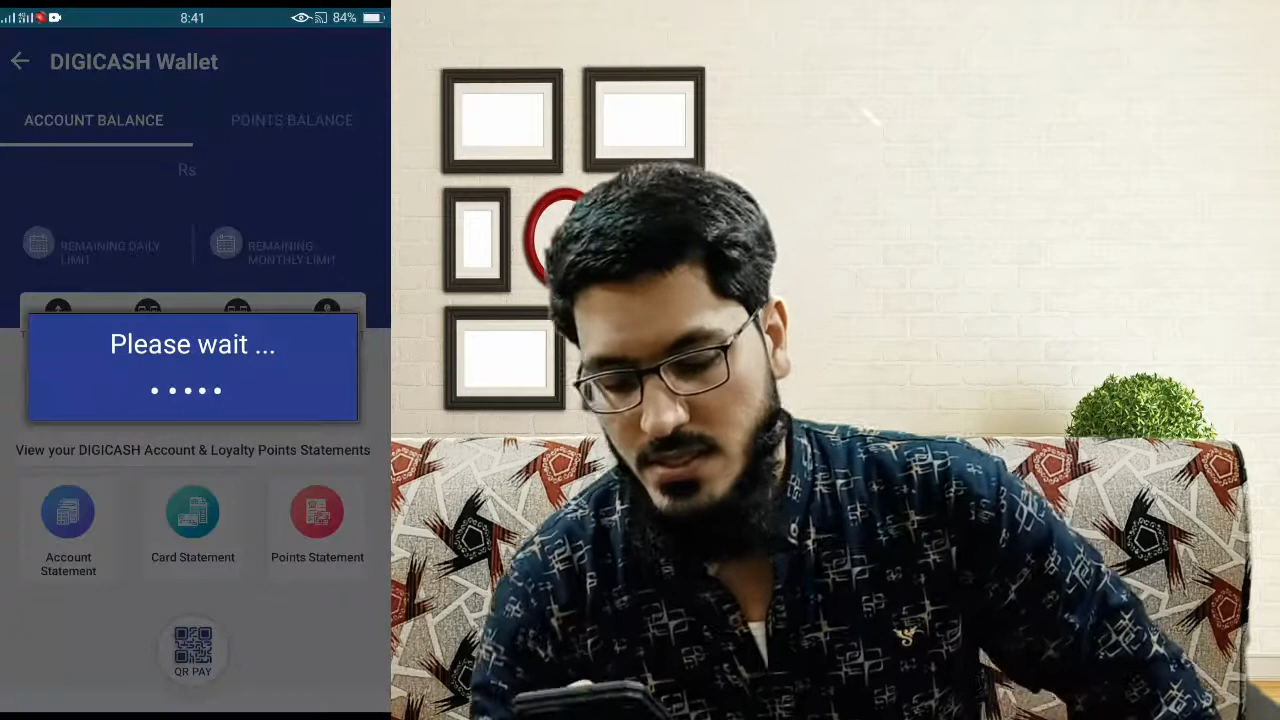 8:41
84%
DIGICASH Wallet
ACCOUNT BALANCE
POINTS BALANCE
Rs
REMAINING DAILY
LIMIT
REMAINING
MONTHLY LIMIT
Please wait ...
View your DIGICASH Account & Loyalty Points Statements
Account
Statement
Card Statement
Points Statement
QR PAY